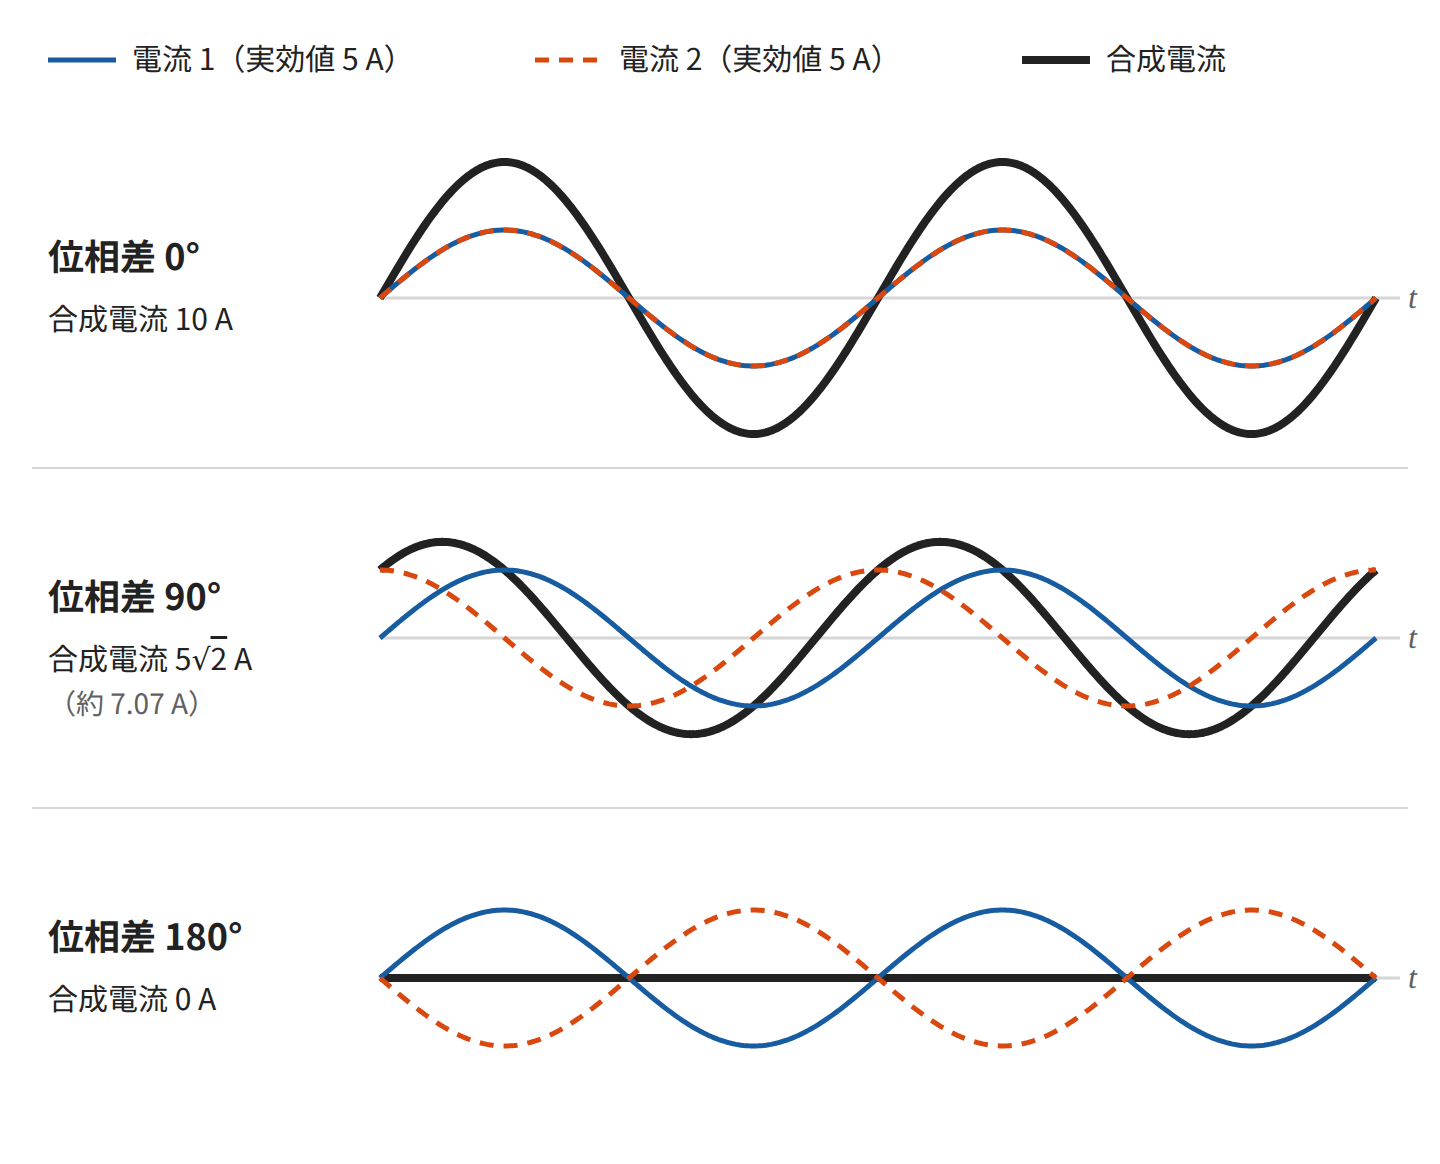 電流 1（実効値 5 A）
電流 2（実効値 5 A）
合成電流
位相差 0°
合成電流 10 A
t
位相差 90°
合成電流 5√2 A
（約 7.07 A）
t
位相差 180°
合成電流 0 A
t